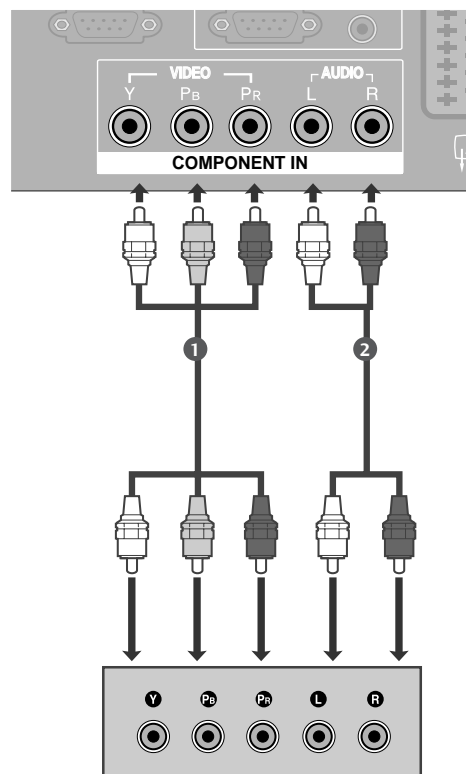 VIDEO AUDIO
Y PB PR L R
COMPONENT IN
1 2
Y PB PR L R